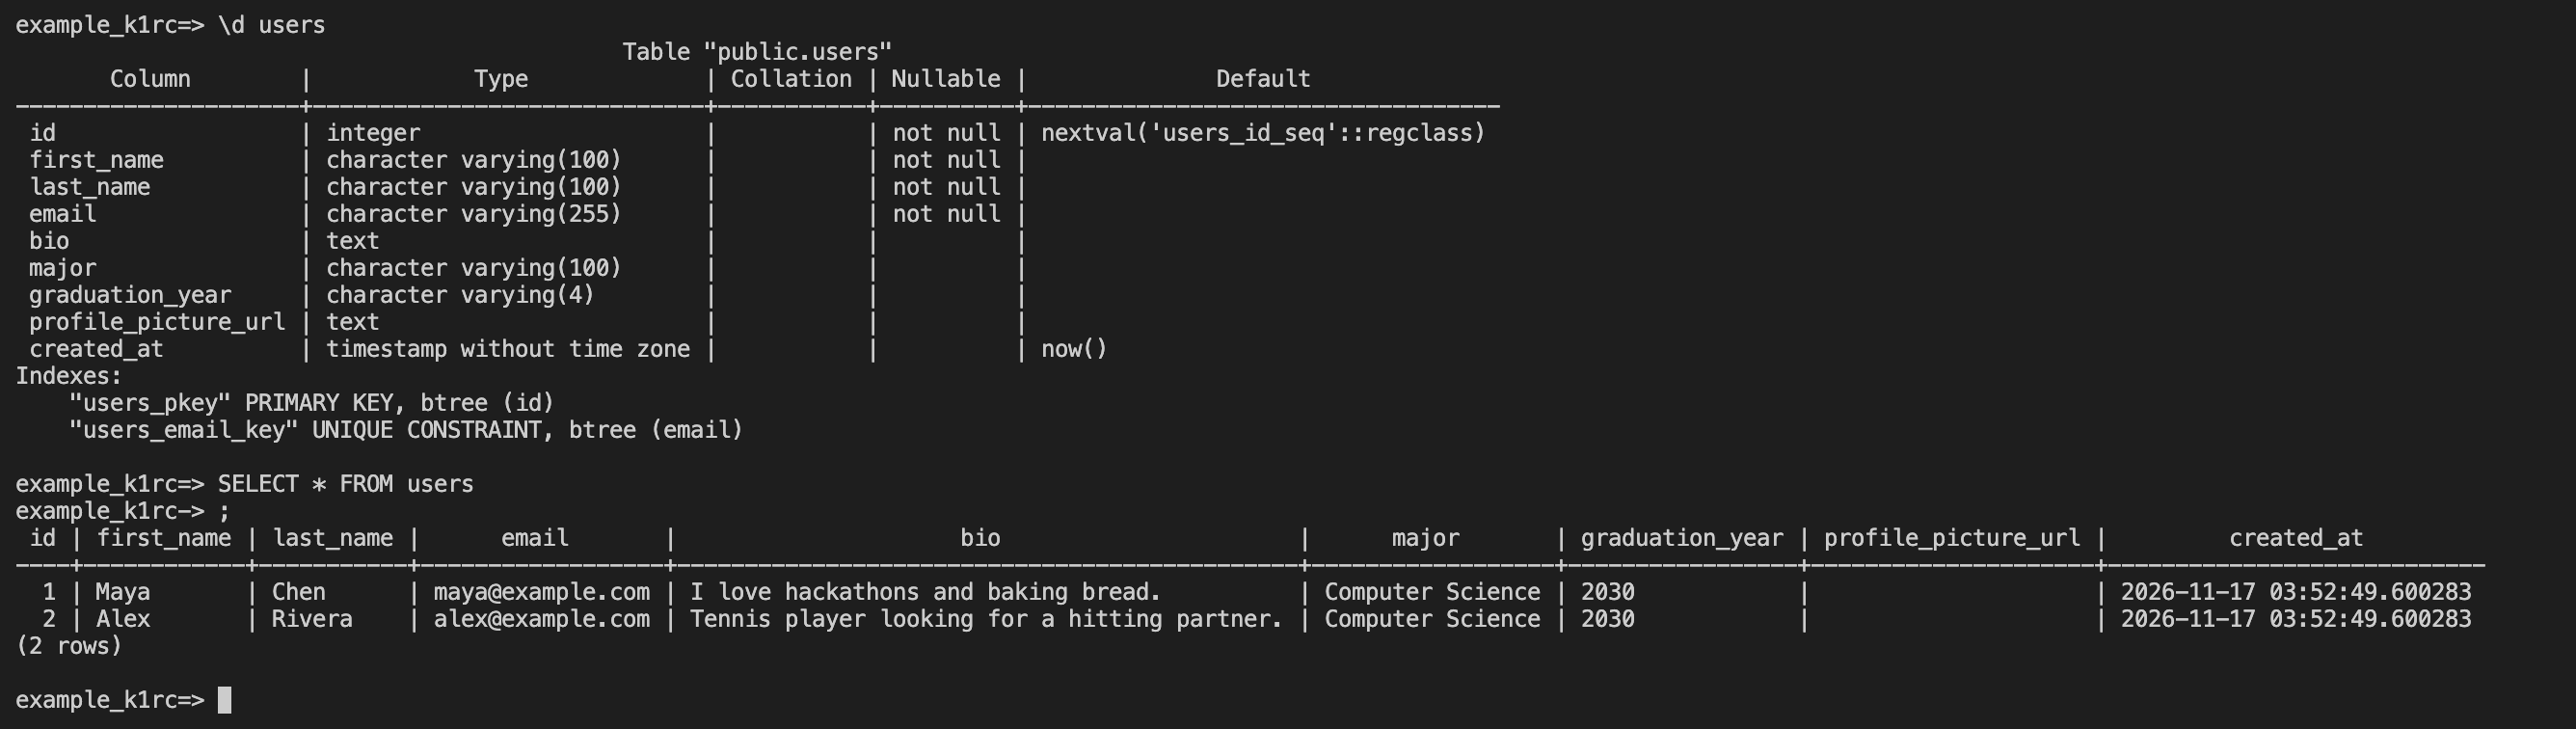 example_k1rc=> \d users
                                             Table "public.users"
       Column        |            Type             | Collation | Nullable |              Default
---------------------+-----------------------------+-----------+----------+-----------------------------------
 id                  | integer                     |           | not null | nextval('users_id_seq'::regclass)
 first_name          | character varying(100)      |           | not null |
 last_name           | character varying(100)      |           | not null |
 email               | character varying(255)      |           | not null |
 bio                 | text                        |           |          |
 major               | character varying(100)      |           |          |
 graduation_year     | character varying(4)        |           |          |
 profile_picture_url | text                        |           |          |
 created_at          | timestamp without time zone |           |          | now()
Indexes:
    "users_pkey" PRIMARY KEY, btree (id)
    "users_email_key" UNIQUE CONSTRAINT, btree (email)

example_k1rc=> SELECT * FROM users
example_k1rc-> ;
 id | first_name | last_name |      email       |                     bio                      |      major       | graduation_year | profile_picture_url |         created_at
----+------------+-----------+------------------+----------------------------------------------+------------------+-----------------+---------------------+----------------------------
  1 | Maya       | Chen      | maya@example.com | I love hackathons and baking bread.          | Computer Science | 2030            |                     | 2026-11-17 03:52:49.600283
  2 | Alex       | Rivera    | alex@example.com | Tennis player looking for a hitting partner. | Computer Science | 2030            |                     | 2026-11-17 03:52:49.600283
(2 rows)

example_k1rc=>